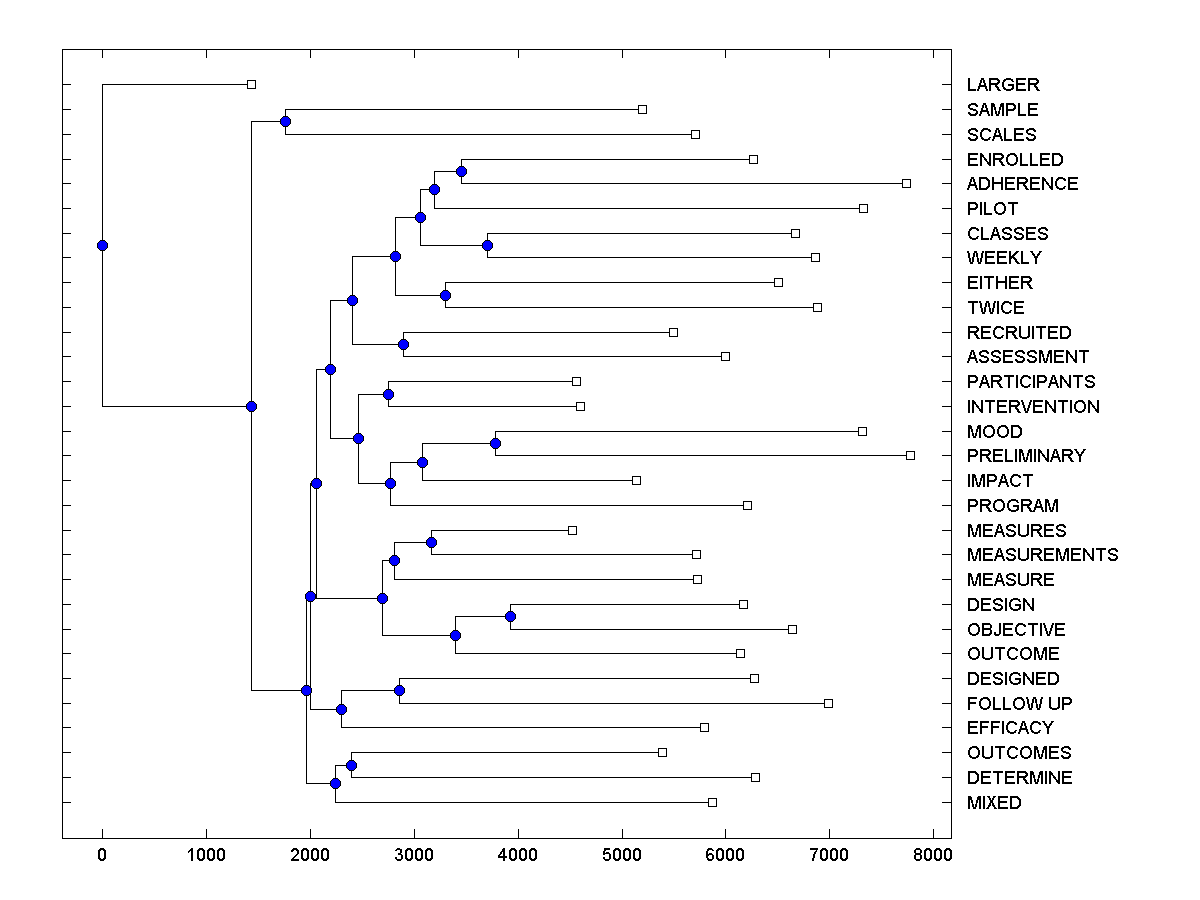 LARGER
SAMPLE
SCALES
ENROLLED
ADHERENCE
PILOT
CLASSES
WEEKLY
EITHER
TWICE
RECRUITED
ASSESSMENT
PARTICIPANTS
INTERVENTION
MOOD
PRELIMINARY
IMPACT
PROGRAM
MEASURES
MEASUREMENTS
MEASURE
DESIGN
OBJECTIVE
OUTCOME
DESIGNED
FOLLOW UP
EFFICACY
OUTCOMES
DETERMINE
MIXED
0 1000 2000 3000 4000 5000 6000 7000 8000